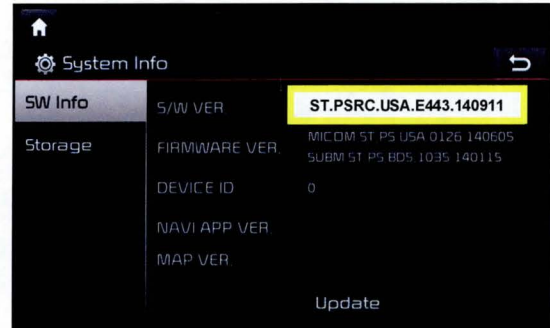 System Info
SW Info
Storage
S/W VER.
ST.PSRC.USA.E443.140911
FIRMWARE VER.
MICOM ST PS USA 0126 140605
SUBM ST PS BDS 1035 140115
DEVICE ID
0
NAVI APP VER.
MAP VER.
Update